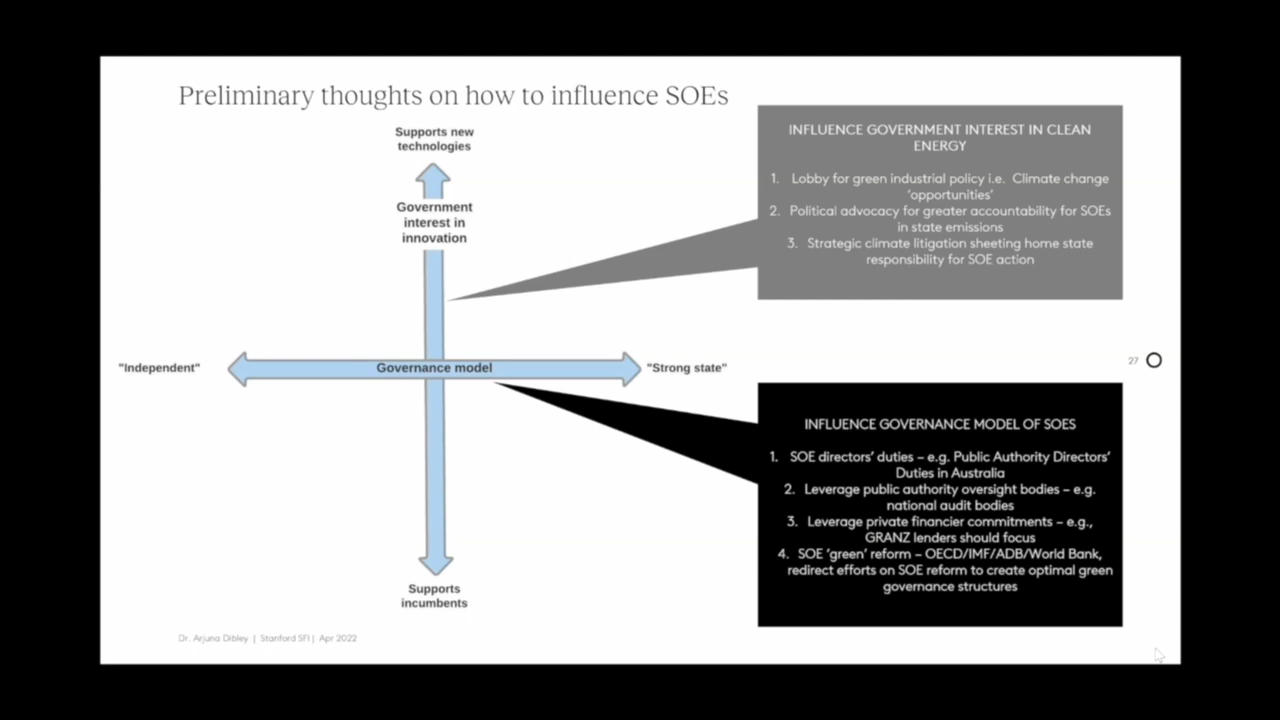 Preliminary thoughts on how to influence SOEs
Supports new
technologies
Government
interest in
innovation
"Independent"
Governance model
"Strong state"
Supports
incumbents
INFLUENCE GOVERNMENT INTEREST IN CLEAN
ENERGY
1. Lobby for green industrial policy i.e. Climate change
'opportunities'
2. Political advocacy for greater accountability for SOEs
in state emissions
3. Strategic climate litigation sheeting home state
responsibility for SOE action
27
INFLUENCE GOVERNANCE MODEL OF SOES
1. SOE directors' duties – e.g. Public Authority Directors'
Duties in Australia
2. Leverage public authority oversight bodies – e.g.
national audit bodies
3. Leverage private financier commitments – e.g.,
GRANZ lenders should focus
4. SOE 'green' reform – OECD/IMF/ADB/World Bank,
redirect efforts on SOE reform to create optimal green
governance structures
Dr. Arjuna Dibley | Stanford SFI | Apr 2022